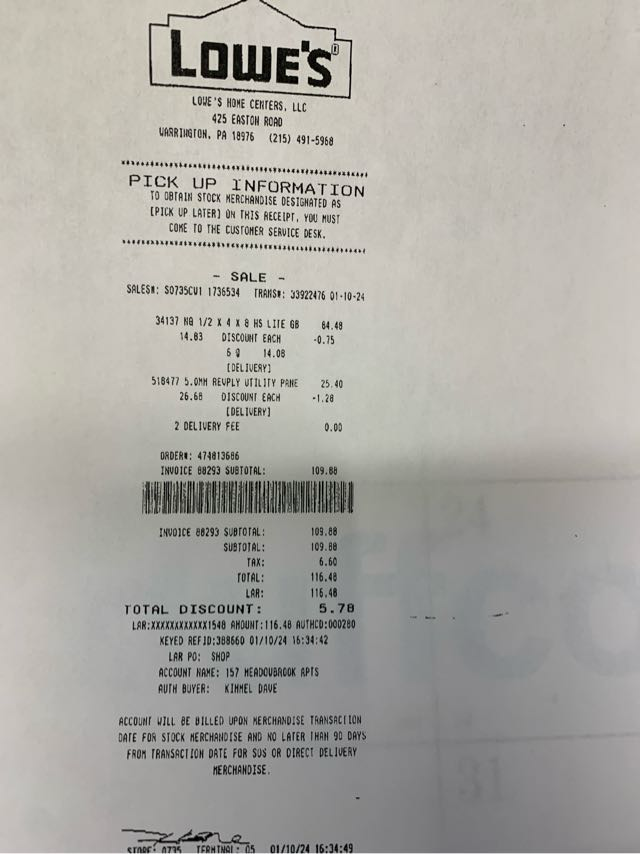 LOWE'S®
LOWE'S HOME CENTERS, LLC
425 EASTON ROAD
WARRINGTON, PA 18976 (215) 491-5968
PICK UP INFORMATION
TO OBTAIN STOCK MERCHANDISE DESIGNATED AS
[PICK UP LATER] ON THIS RECEIPT, YOU MUST
COME TO THE CUSTOMER SERVICE DESK.
- SALE -
SALES#: S0735CU1 1736534 TRANS#: 33922476 01-10-24
34137 NG 1/2 X 4 X 8 HS LITE GB 84.48
14.83 DISCOUNT EACH -0.75
6 @ 14.08
[DELIVERY]
518477 5.0MM REVPLY UTILITY PANE 25.40
26.68 DISCOUNT EACH -1.28
[DELIVERY]
2 DELIVERY FEE 0.00
ORDER#: 474813686
INVOICE 88293 SUBTOTAL: 109.88
INVOICE 88293 SUBTOTAL: 109.88
SUBTOTAL: 109.88
TAX: 6.60
TOTAL: 116.48
LAR: 116.48
TOTAL DISCOUNT: 5.78
LAR:XXXXXXXXXXXX1548 AMOUNT:116.48 AUTHCD:000280
KEYED REFID:388660 01/10/24 16:34:42
LAR PO: SHOP
ACCOUNT NAME: 157 MEADOWBROOK APTS
AUTH BUYER: KIMMEL DAVE
ACCOUNT WILL BE BILLED UPON MERCHANDISE TRANSACTION
DATE FOR STOCK MERCHANDISE AND NO LATER THAN 90 DAYS
FROM TRANSACTION DATE FOR SOS OR DIRECT DELIVERY
MERCHANDISE.
STORE: 0735 TERMINAL: 05 01/10/24 16:34:49
24
31